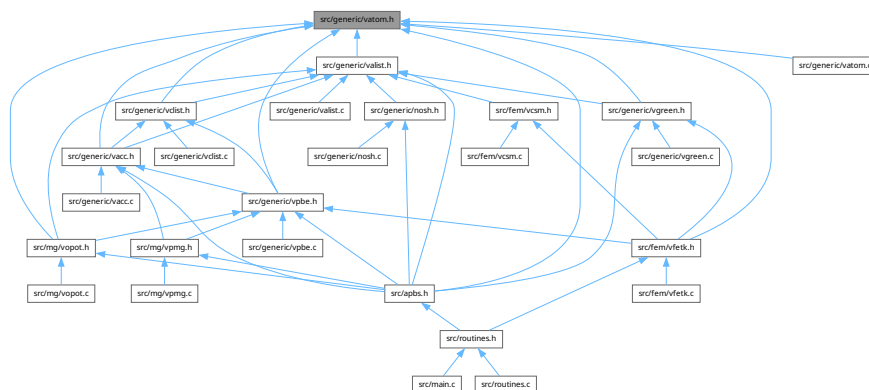 src/generic/vatom.h
src/generic/valist.h
src/generic/vatom.c
src/generic/vclist.h
src/generic/valist.c
src/generic/nosh.h
src/fem/vcsm.h
src/generic/vgreen.h
src/generic/vacc.h
src/generic/vclist.c
src/generic/nosh.c
src/fem/vcsm.c
src/generic/vgreen.c
src/generic/vacc.c
src/generic/vpbe.h
src/mg/vopot.h
src/mg/vpmg.h
src/generic/vpbe.c
src/fem/vfetk.h
src/mg/vopot.c
src/mg/vpmg.c
src/apbs.h
src/fem/vfetk.c
src/routines.h
src/main.c
src/routines.c